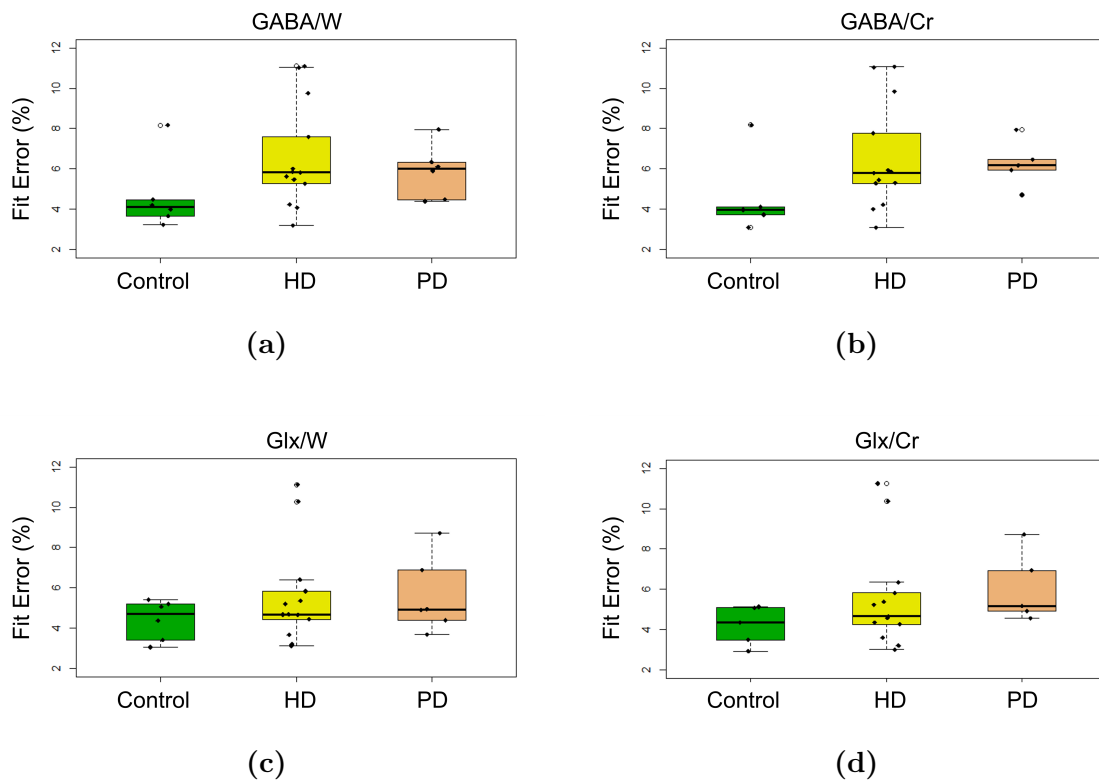 GABA/W
Fit Error (%)
12
10
8
6
4
2
Control HD PD
(a)
GABA/Cr
Fit Error (%)
12
10
8
6
4
2
Control HD PD
(b)
Glx/W
Fit Error (%)
12
10
8
6
4
2
Control HD PD
(c)
Glx/Cr
Fit Error (%)
12
10
8
6
4
2
Control HD PD
(d)